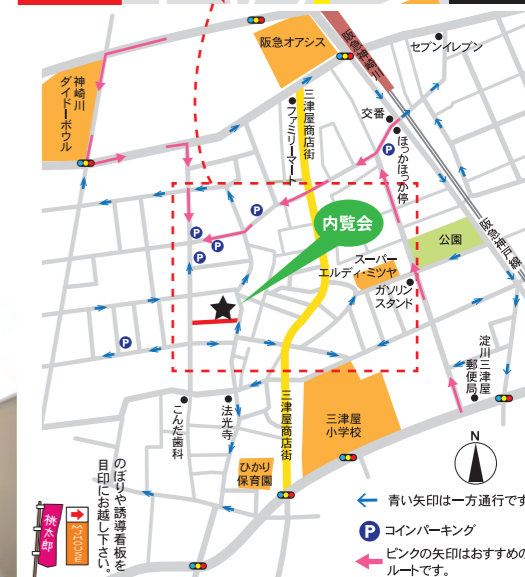 阪急オアシス
阪急神崎川
セブンイレブン
神崎川
ダイドーボウル
三津屋商店街
ファミリーマート
交番
ほっかほっか停
P
P
P
P
P
内覧会
公園
阪急神戸線
スーパー
エルディ・ミツヤ
ガソリン
スタンド
P
淀川三津屋
郵便局
こんだ歯科
法光寺
三津屋商店街
三津屋
小学校
ひかり
保育園
N
のぼりや誘導看板を
目印にお越し下さい。
桃太郎
青い矢印は一方通行です
P コインパーキング
ピンクの矢印はおすすめの
ルートです。